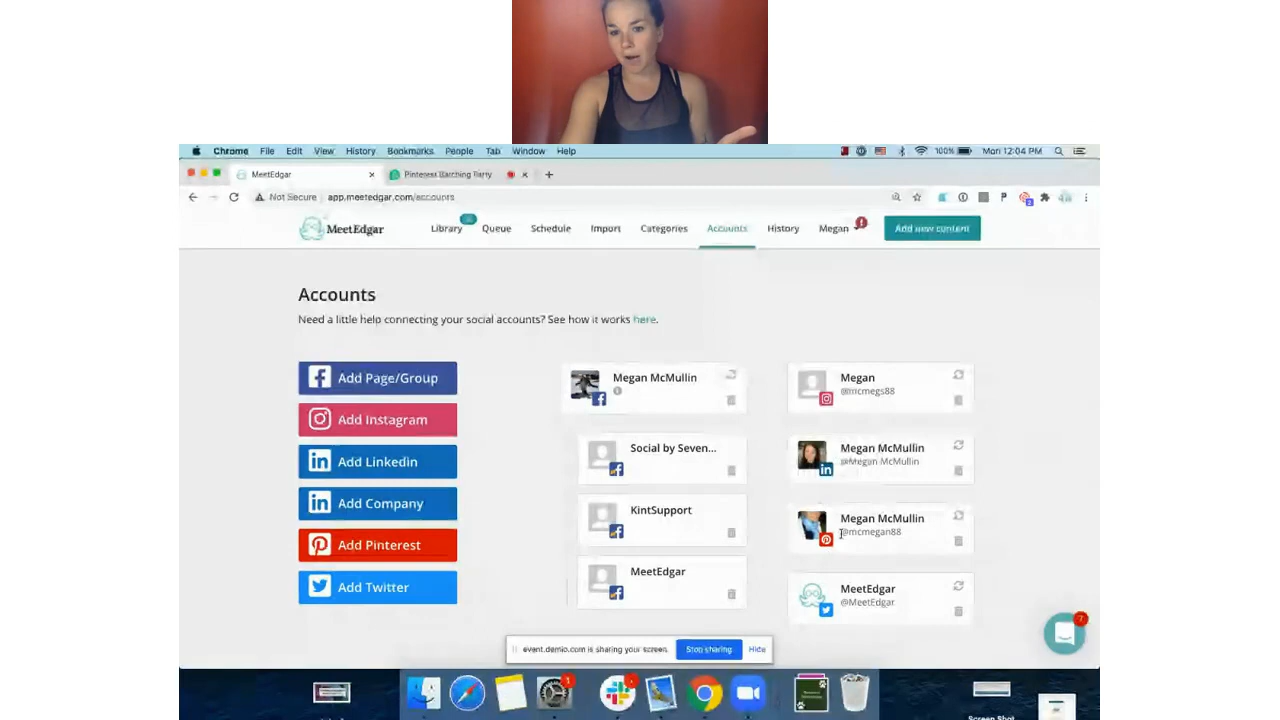 Chrome File Edit View History Bookmarks People Tab Window Help 100% Mon 12:04 PM
MeetEdgar Pinterest Batching Party
Not Secure app.meetedgar.com/accounts
MeetEdgar Library Queue Schedule Import Categories Accounts History Megan Add new content
Accounts
Need a little help connecting your social accounts? See how it works here.
Add Page/Group
Add Instagram
Add Linkedin
Add Company
Add Pinterest
Add Twitter
Megan McMullin
Social by Seven...
KintSupport
MeetEdgar
Megan
@mcmegs88
Megan McMullin
@Megan McMullin
Megan McMullin
@mcmegan88
MeetEdgar
@MeetEdgar
7
event.demio.com is sharing your screen. Stop sharing Hide
Screen Shot